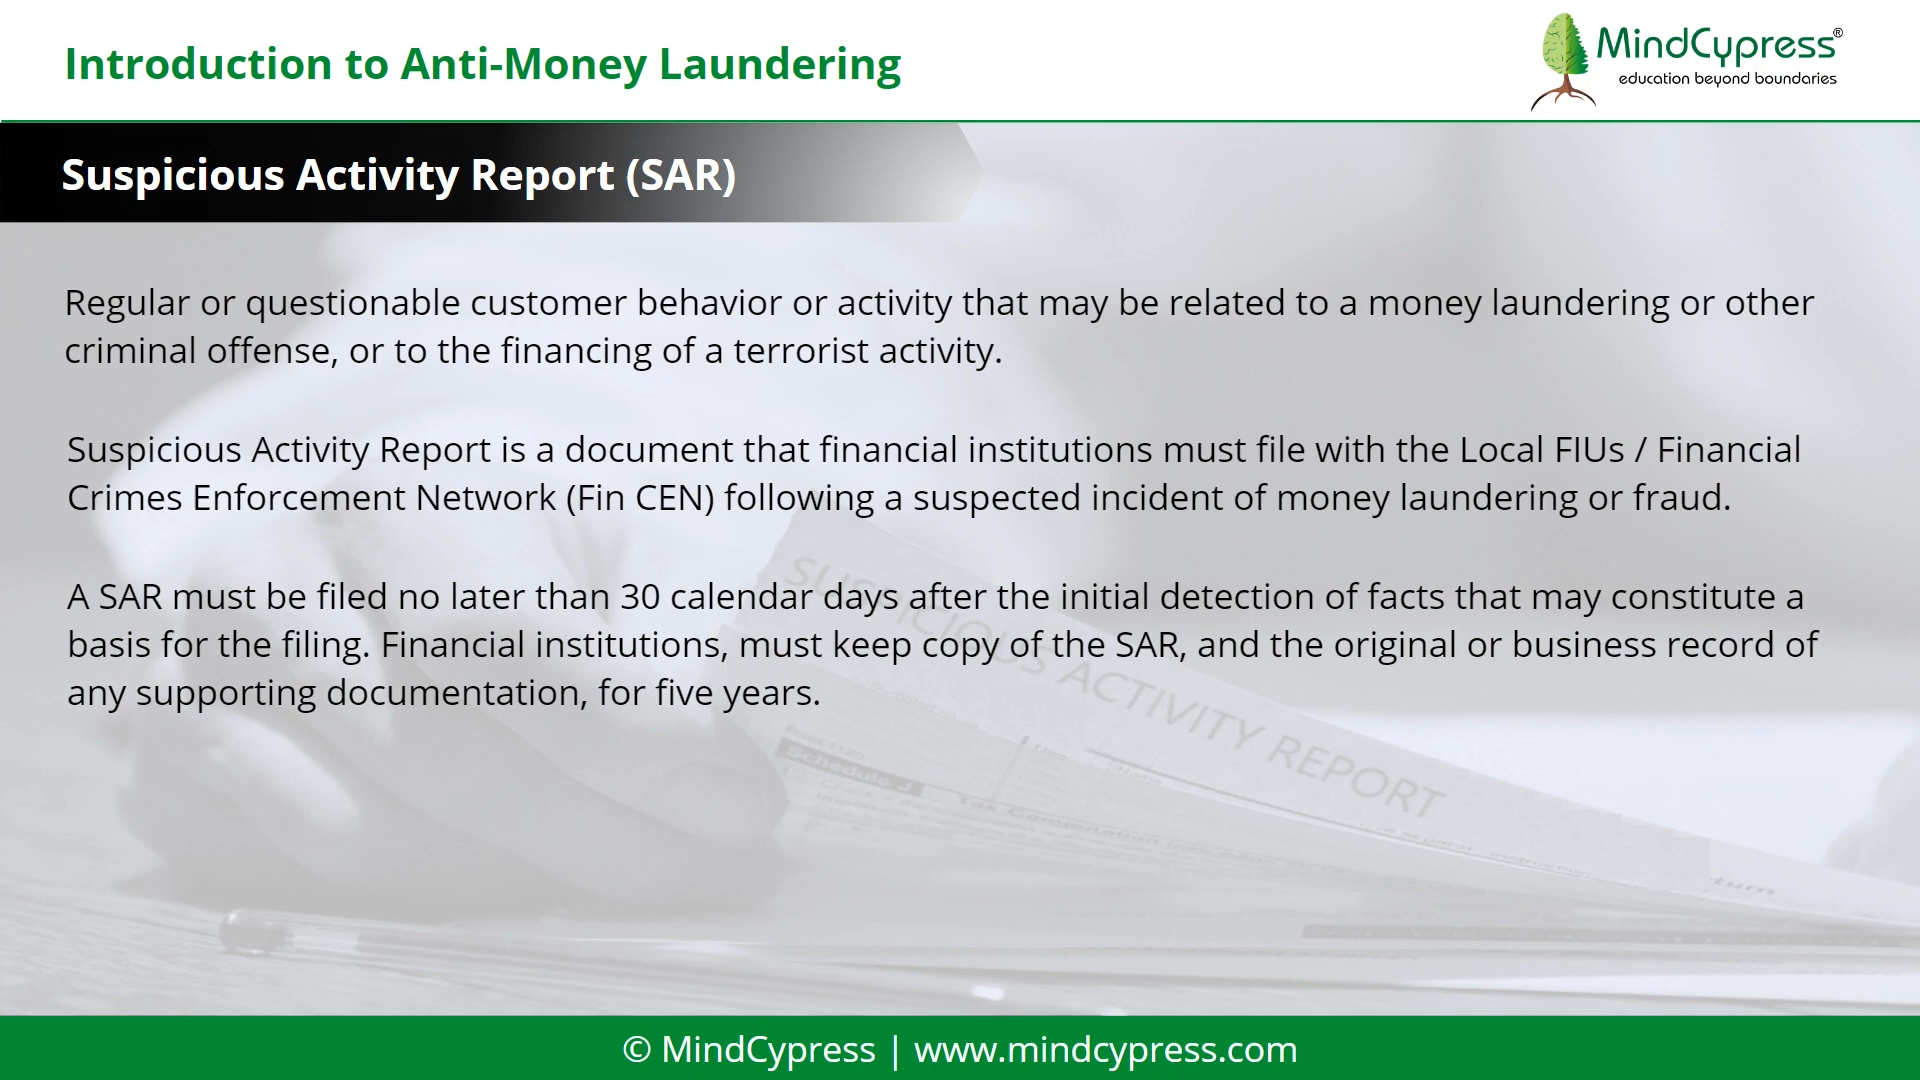 Introduction to Anti-Money Laundering
MindCypress®
education beyond boundaries
Suspicious Activity Report (SAR)
Regular or questionable customer behavior or activity that may be related to a money laundering or other
criminal offense, or to the financing of a terrorist activity.
Suspicious Activity Report is a document that financial institutions must file with the Local FIUs / Financial
Crimes Enforcement Network (Fin CEN) following a suspected incident of money laundering or fraud.
A SAR must be filed no later than 30 calendar days after the initial detection of facts that may constitute a
basis for the filing. Financial institutions, must keep copy of the SAR, and the original or business record of
any supporting documentation, for five years.
SUSPICIOUS ACTIVITY REPORT
Schedule J
Tax Computation
© MindCypress | www.mindcypress.com